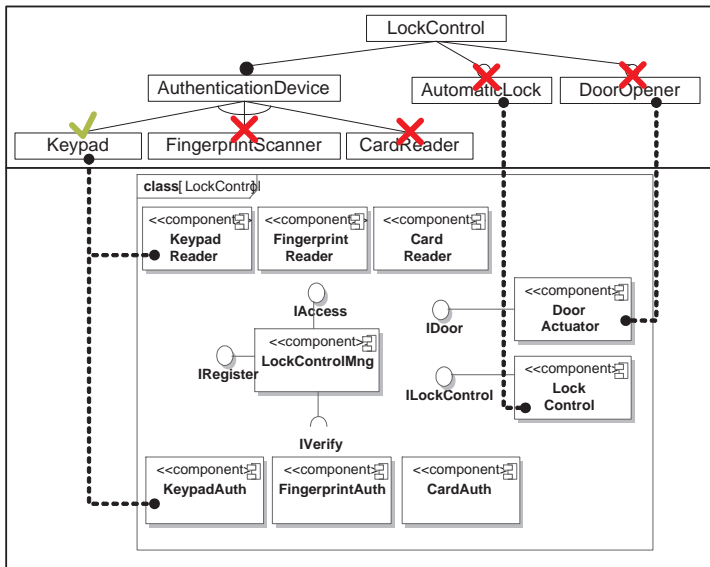 LockControl
AuthenticationDevice
AutomaticLock
DoorOpener
Keypad
FingerprintScanner
CardReader
class[ LockControl
<<component>>
Keypad
Reader
<<component>>
Fingerprint
Reader
<<component>>
Card
Reader
IAccess
IDoor
<<component>>
Door
Actuator
<<component>>
LockControlMng
IRegister
ILockControl
<<component>>
Lock
Control
IVerify
<<component>>
KeypadAuth
<<component>>
FingerprintAuth
<<component>>
CardAuth